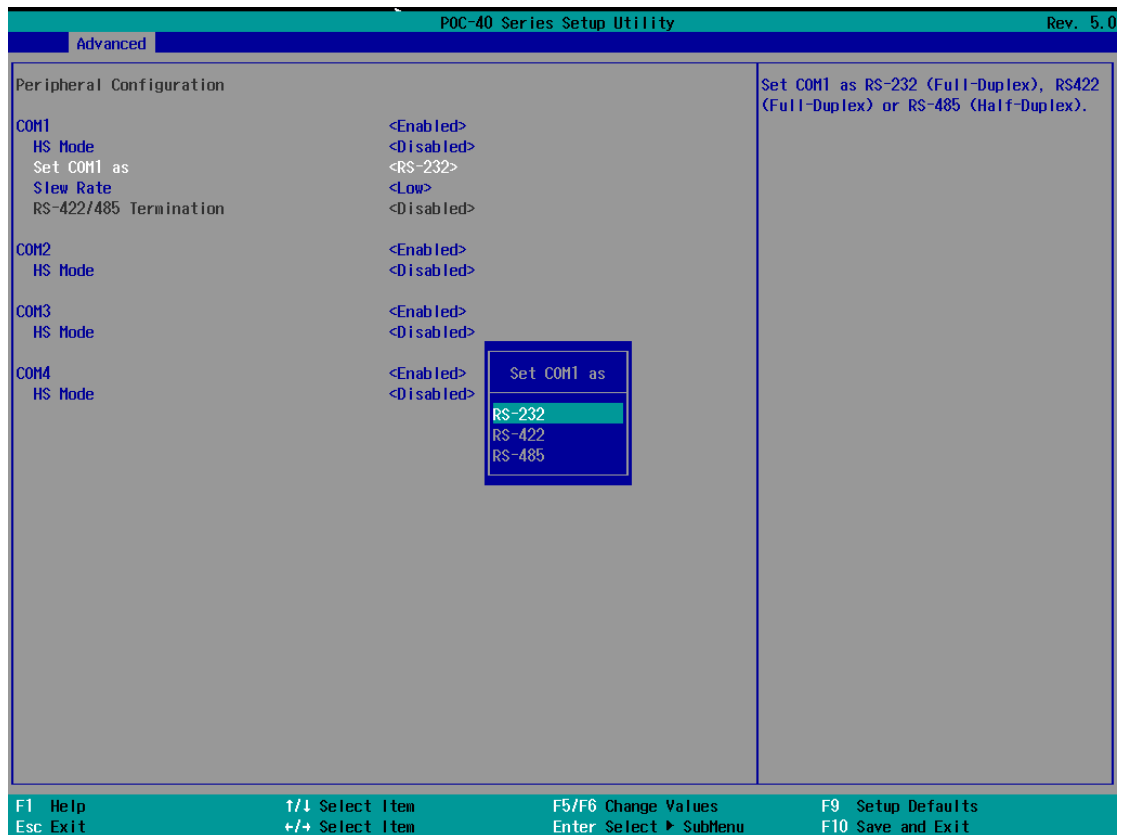 POC-40 Series Setup Utility Rev. 5.0
Advanced
Peripheral Configuration
COM1 <Enabled>
HS Mode <Disabled>
Set COM1 as <RS-232>
Slew Rate <Low>
RS-422/485 Termination <Disabled>
COM2 <Enabled>
HS Mode <Disabled>
COM3 <Enabled>
HS Mode <Disabled>
COM4 <Enabled>
HS Mode <Disabled>
Set COM1 as
RS-232
RS-422
RS-485
Set COM1 as RS-232 (Full-Duplex), RS422
(Full-Duplex) or RS-485 (Half-Duplex).
F1 Help ↑/↓ Select Item F5/F6 Change Values F9 Setup Defaults
Esc Exit ←/→ Select Item Enter Select ▶ SubMenu F10 Save and Exit